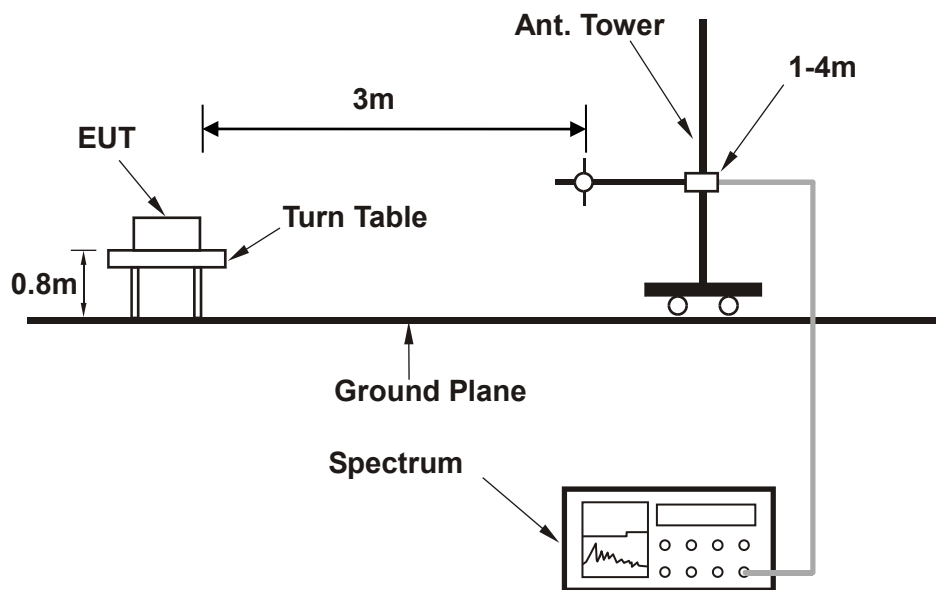 Ant. Tower
1-4m
3m
EUT
Turn Table
0.8m
Ground Plane
Spectrum